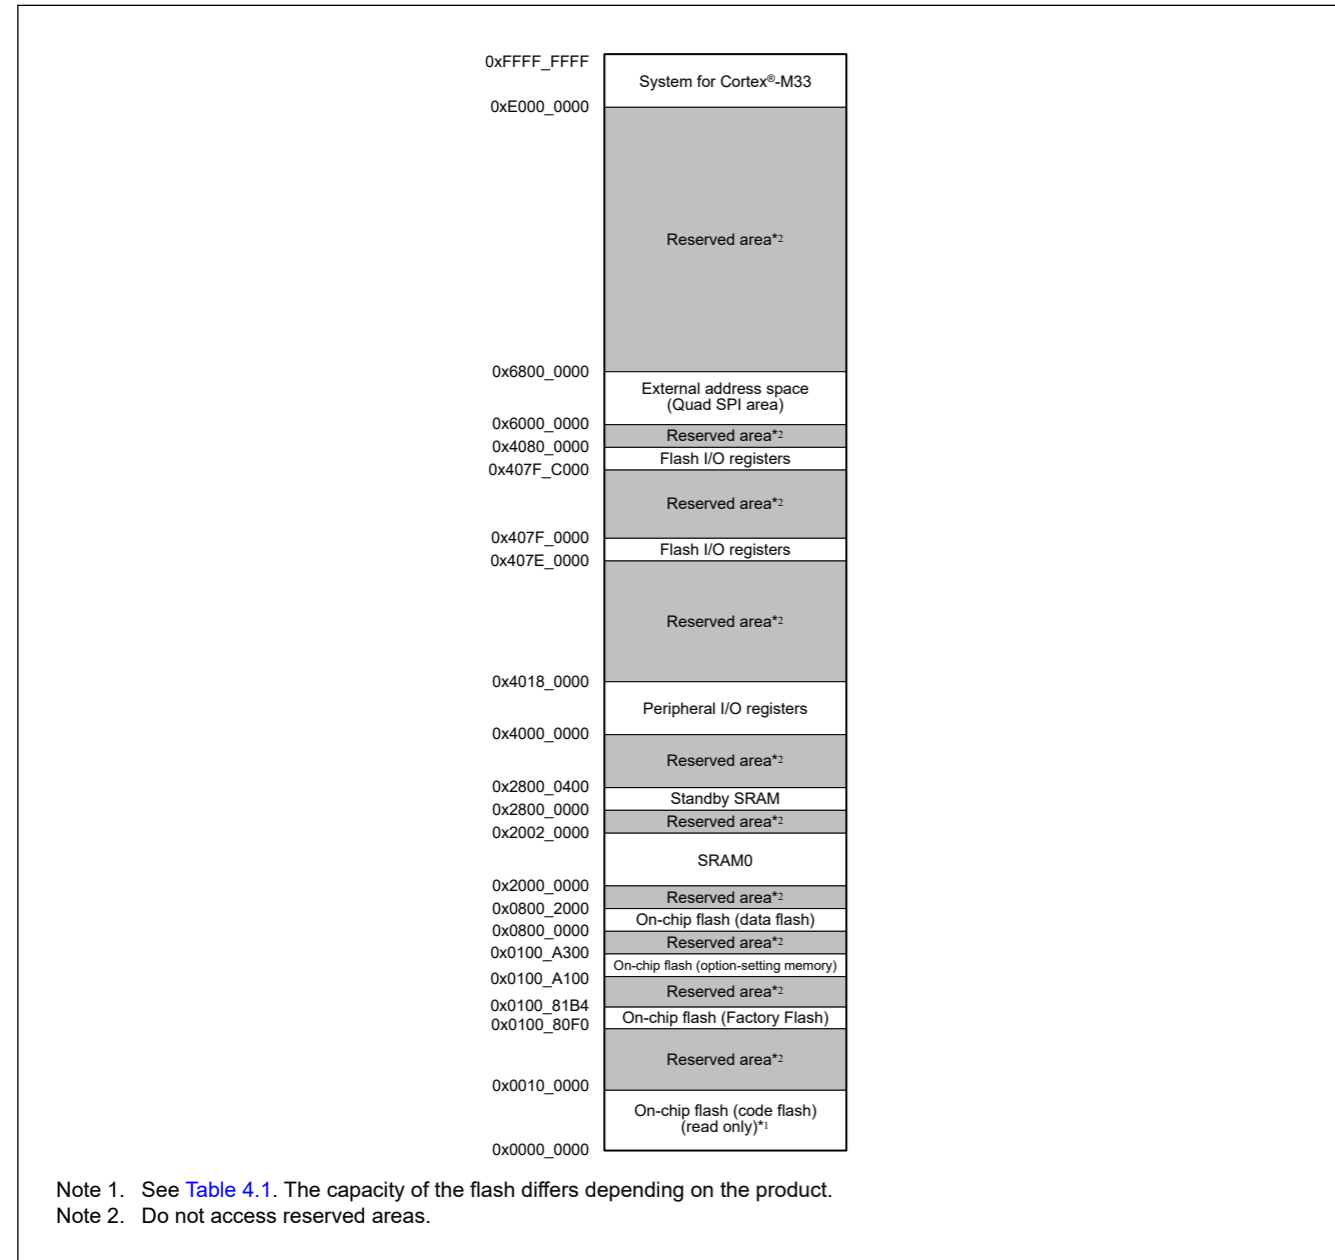 0xFFFF_FFFF
System for Cortex®-M33
0xE000_0000
Reserved area*2
0x6800_0000
External address space
(Quad SPI area)
0x6000_0000
Reserved area*2
0x4080_0000
Flash I/O registers
0x407F_C000
Reserved area*2
0x407F_0000
Flash I/O registers
0x407E_0000
Reserved area*2
0x4018_0000
Peripheral I/O registers
0x4000_0000
Reserved area*2
0x2800_0400
Standby SRAM
0x2800_0000
Reserved area*2
0x2002_0000
SRAM0
0x2000_0000
Reserved area*2
0x0800_2000
On-chip flash (data flash)
0x0800_0000
Reserved area*2
0x0100_A300
On-chip flash (option-setting memory)
0x0100_A100
Reserved area*2
0x0100_81B4
On-chip flash (Factory Flash)
0x0100_80F0
Reserved area*2
0x0010_0000
On-chip flash (code flash)
(read only)*1
0x0000_0000
Note 1. See Table 4.1. The capacity of the flash differs depending on the product.
Note 2. Do not access reserved areas.